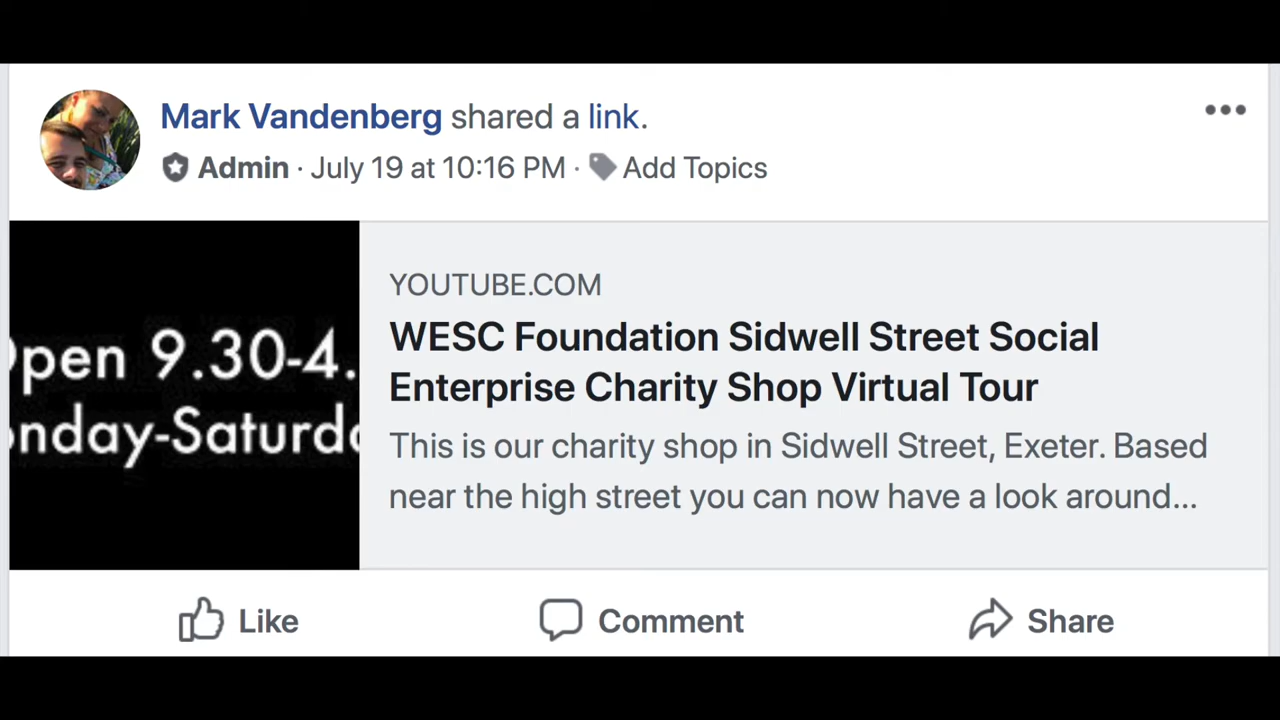 Mark Vandenberg shared a link.
Admin · July 19 at 10:16 PM · Add Topics
pen 9.30-4.
nday-Saturd
YOUTUBE.COM
WESC Foundation Sidwell Street Social
Enterprise Charity Shop Virtual Tour
This is our charity shop in Sidwell Street, Exeter. Based
near the high street you can now have a look around...
Like Comment Share